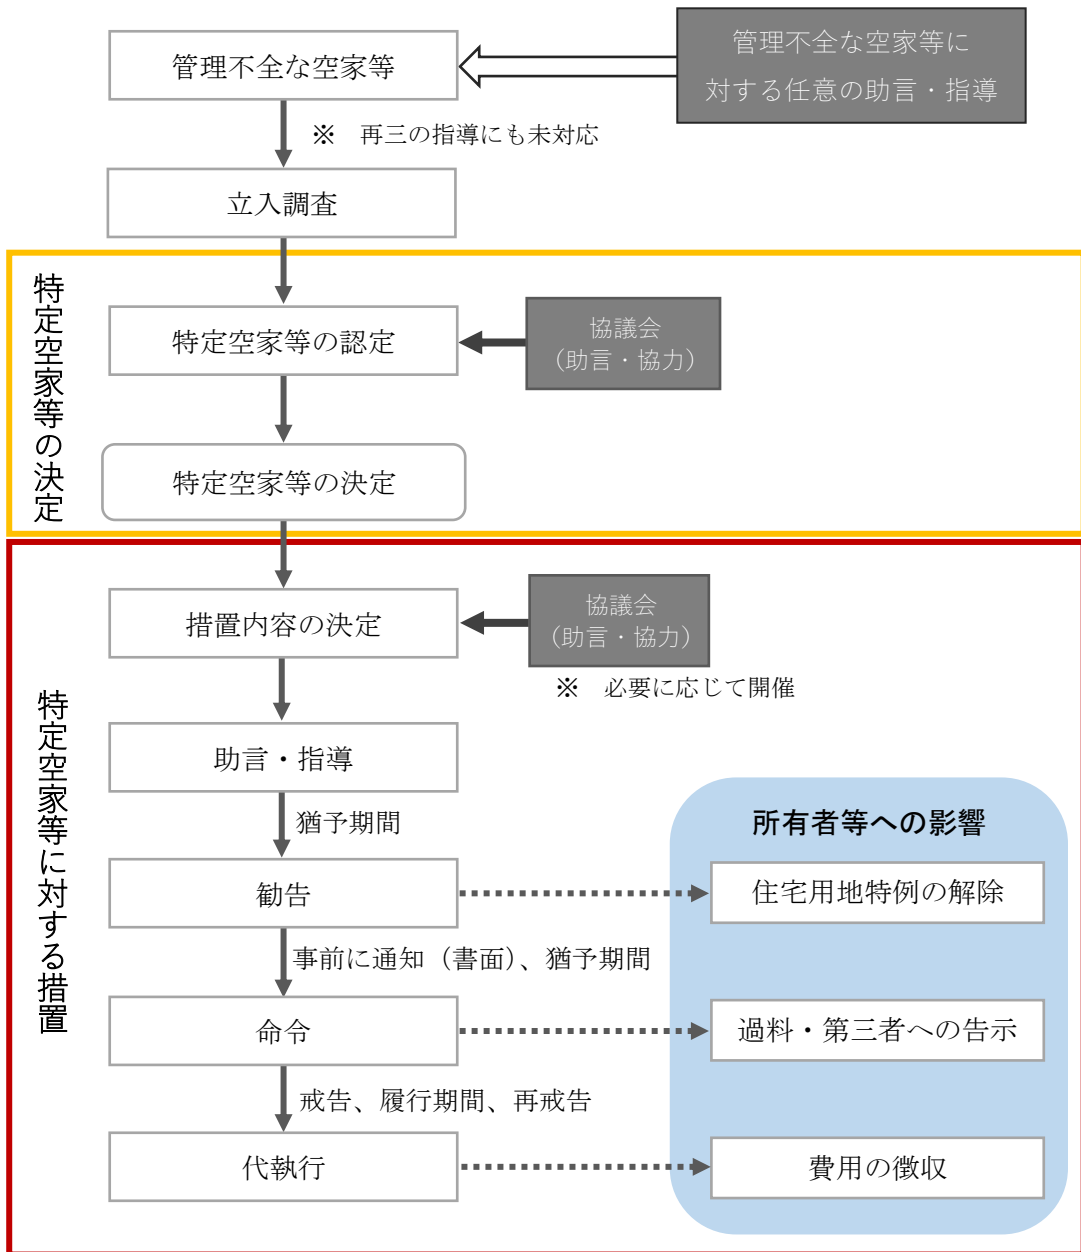 管理不全な空家等
管理不全な空家等に
対する任意の助言・指導
※　再三の指導にも未対応
立入調査
特定空家等の決定
特定空家等の認定
協議会
（助言・協力）
特定空家等の決定
特定空家等に対する措置
措置内容の決定
協議会
（助言・協力）
※　必要に応じて開催
助言・指導
猶予期間
所有者等への影響
勧告
住宅用地特例の解除
事前に通知（書面）、猶予期間
命令
過料・第三者への告示
戒告、履行期間、再戒告
代執行
費用の徴収